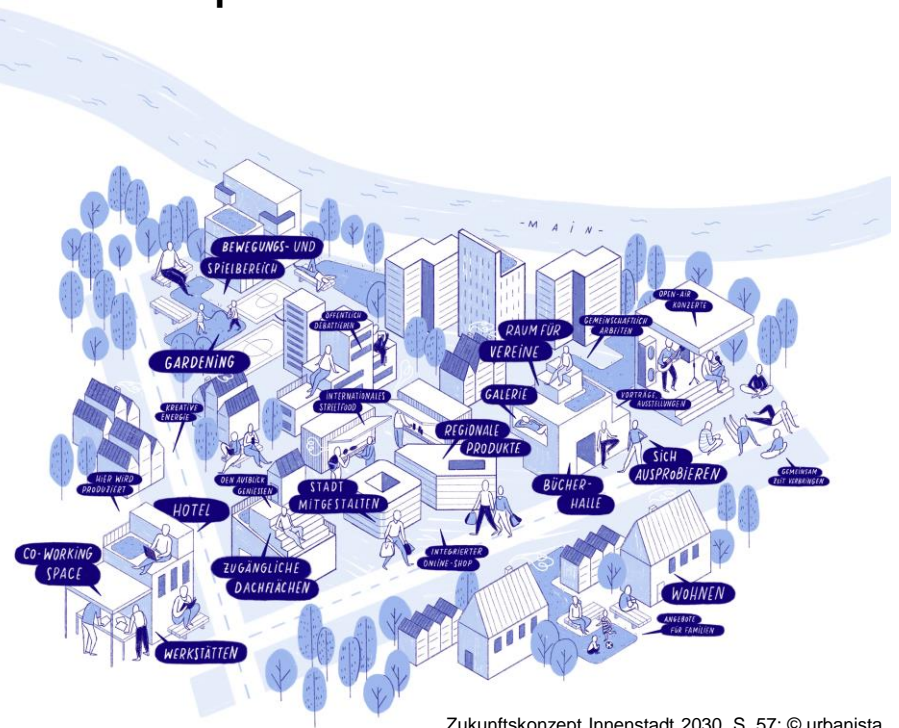 -MAIN-
BEWEGUNGS- UND
SPIELBEREICH
OPEN-AIR
KONZERTE
ÖFFENTLICH
DEBATTIEREN
RAUM FÜR
VEREINE
GEMEINSCHAFTLICH
ARBEITEN
GARDENING
GALERIE
INTERNATIONALES
STREETFOOD
VORTRÄGE,
AUSSTELLUNGEN
KREATIVE
ENERGIE
REGIONALE
PRODUKTE
SICH
AUSPROBIEREN
HIER WIRD
PRODUZIERT
DEN AUSBLICK
GENIESSEN
STADT
MITGESTALTEN
BÜCHER-
HALLE
GEMEINSAM
ZEIT VERBRINGEN
HOTEL
CO-WORKING
SPACE
ZUGÄNGLICHE
DACHFLÄCHEN
INTEGRIERTER
ONLINE-SHOP
WOHNEN
ANGEBOTE
FÜR FAMILIEN
WERKSTÄTTEN
Zukunftskonzept Innenstadt 2030, S. 57; © urbanista